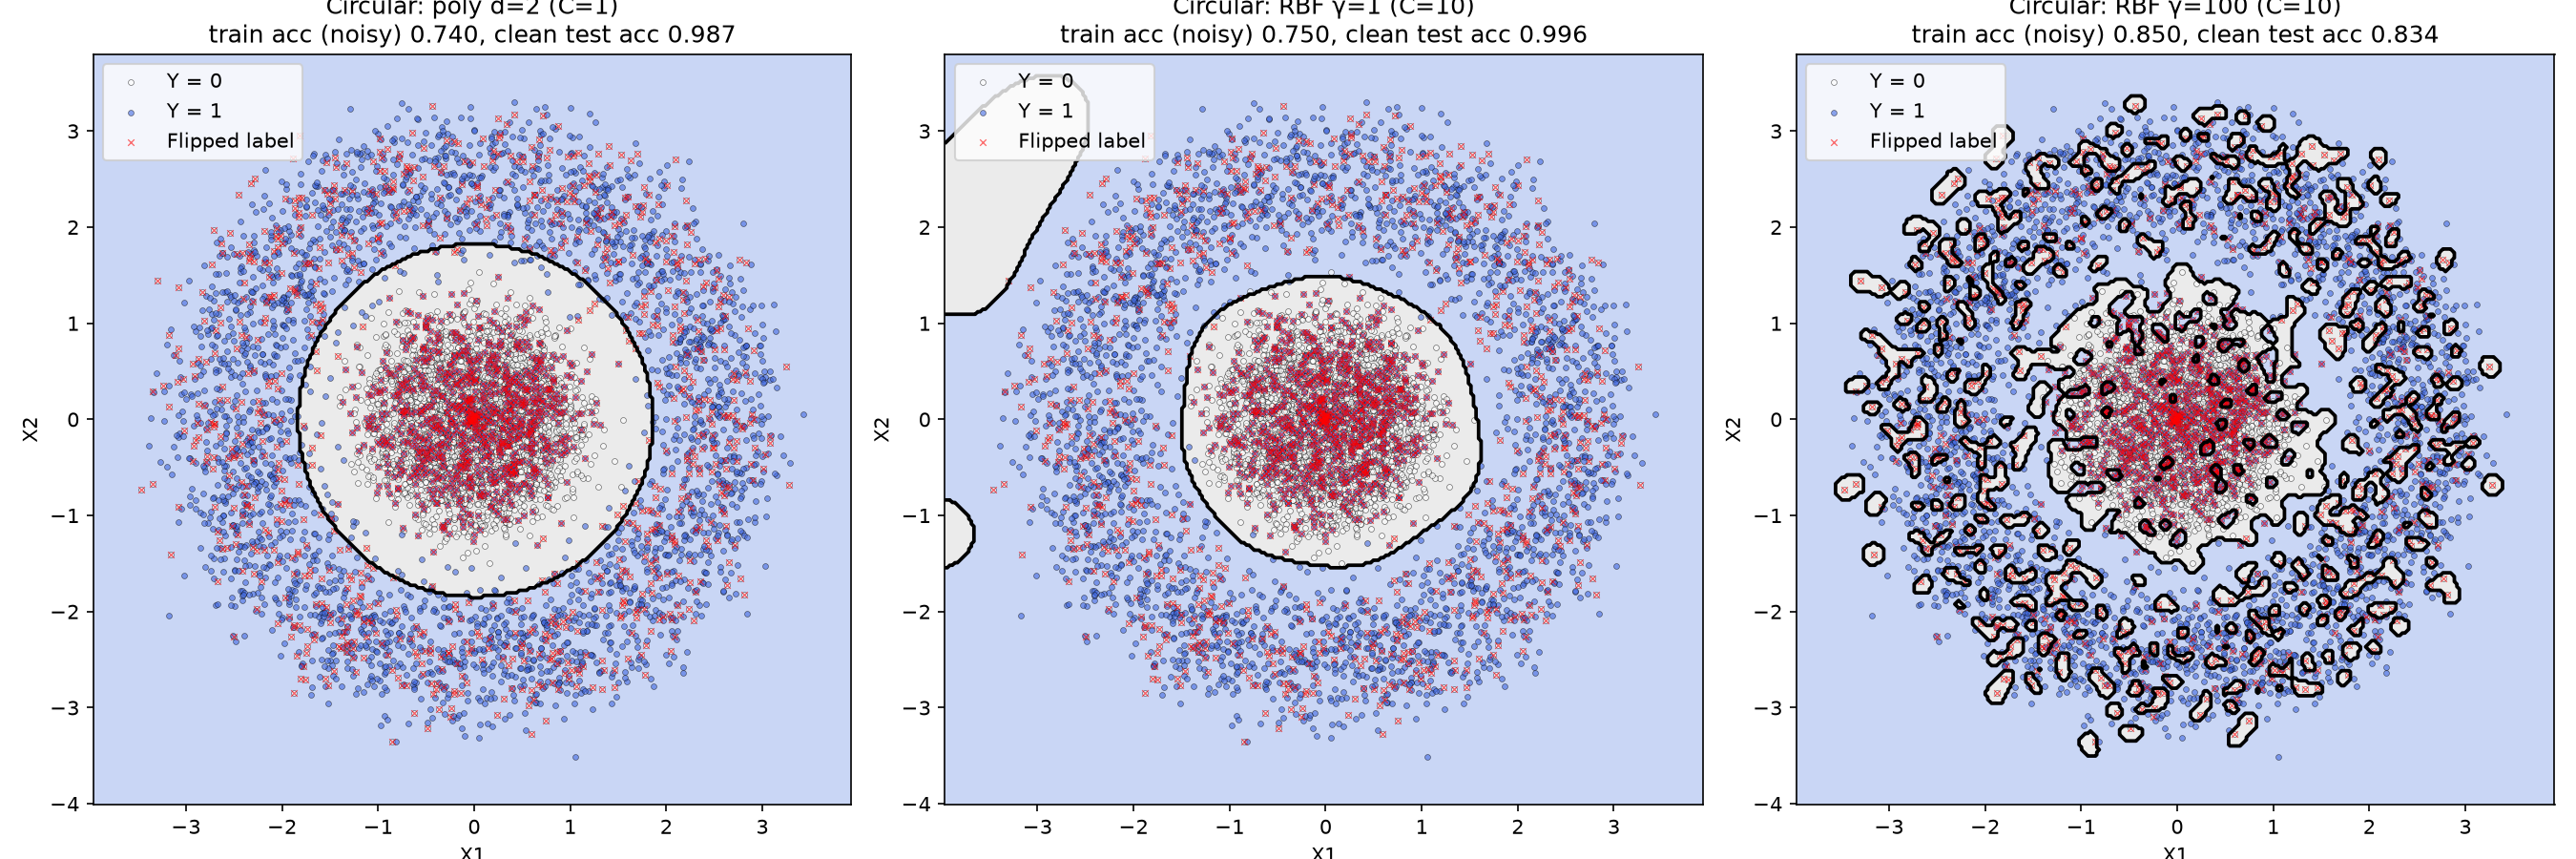 Circular: poly d=2 (C=1)
train acc (noisy) 0.740, clean test acc 0.987
Y = 0
Y = 1
Flipped label
3
2
1
0
−1
−2
−3
−4
X2
−3 −2 −1 0 1 2 3
X1
Circular: RBF γ=1 (C=10)
train acc (noisy) 0.750, clean test acc 0.996
Y = 0
Y = 1
Flipped label
3
2
1
0
−1
−2
−3
−4
X2
−3 −2 −1 0 1 2 3
X1
Circular: RBF γ=100 (C=10)
train acc (noisy) 0.850, clean test acc 0.834
Y = 0
Y = 1
Flipped label
3
2
1
0
−1
−2
−3
−4
X2
−3 −2 −1 0 1 2 3
X1